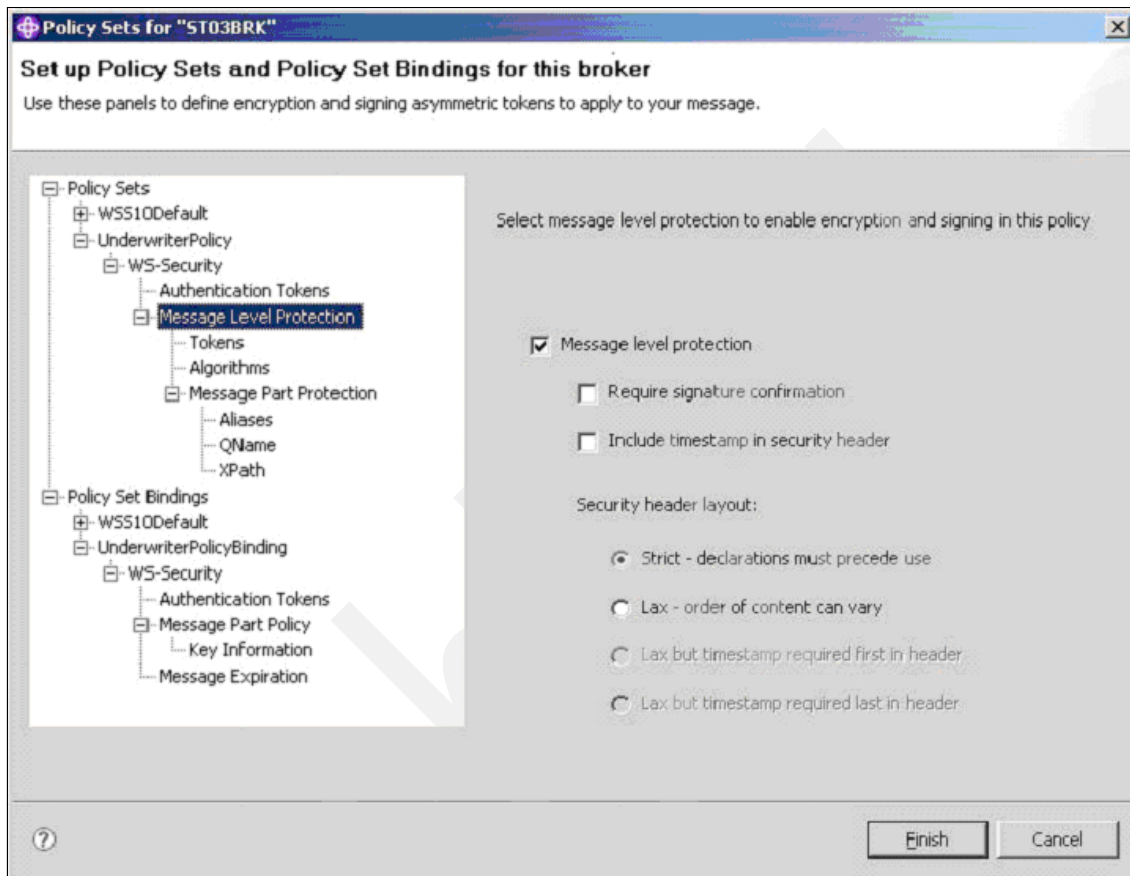 Policy Sets for "ST03BRK"
Set up Policy Sets and Policy Set Bindings for this broker
Use these panels to define encryption and signing asymmetric tokens to apply to your message.
Policy Sets
WSS10Default
UnderwriterPolicy
WS-Security
Authentication Tokens
Message Level Protection
Tokens
Algorithms
Message Part Protection
Aliases
QName
XPath
Policy Set Bindings
WSS10Default
UnderwriterPolicyBinding
WS-Security
Authentication Tokens
Message Part Policy
Key Information
Message Expiration
Select message level protection to enable encryption and signing in this policy
Message level protection
Require signature confirmation
Include timestamp in security header
Security header layout:
Strict - declarations must precede use
Lax - order of content can vary
Lax but timestamp required first in header
Lax but timestamp required last in header
?
Finish
Cancel